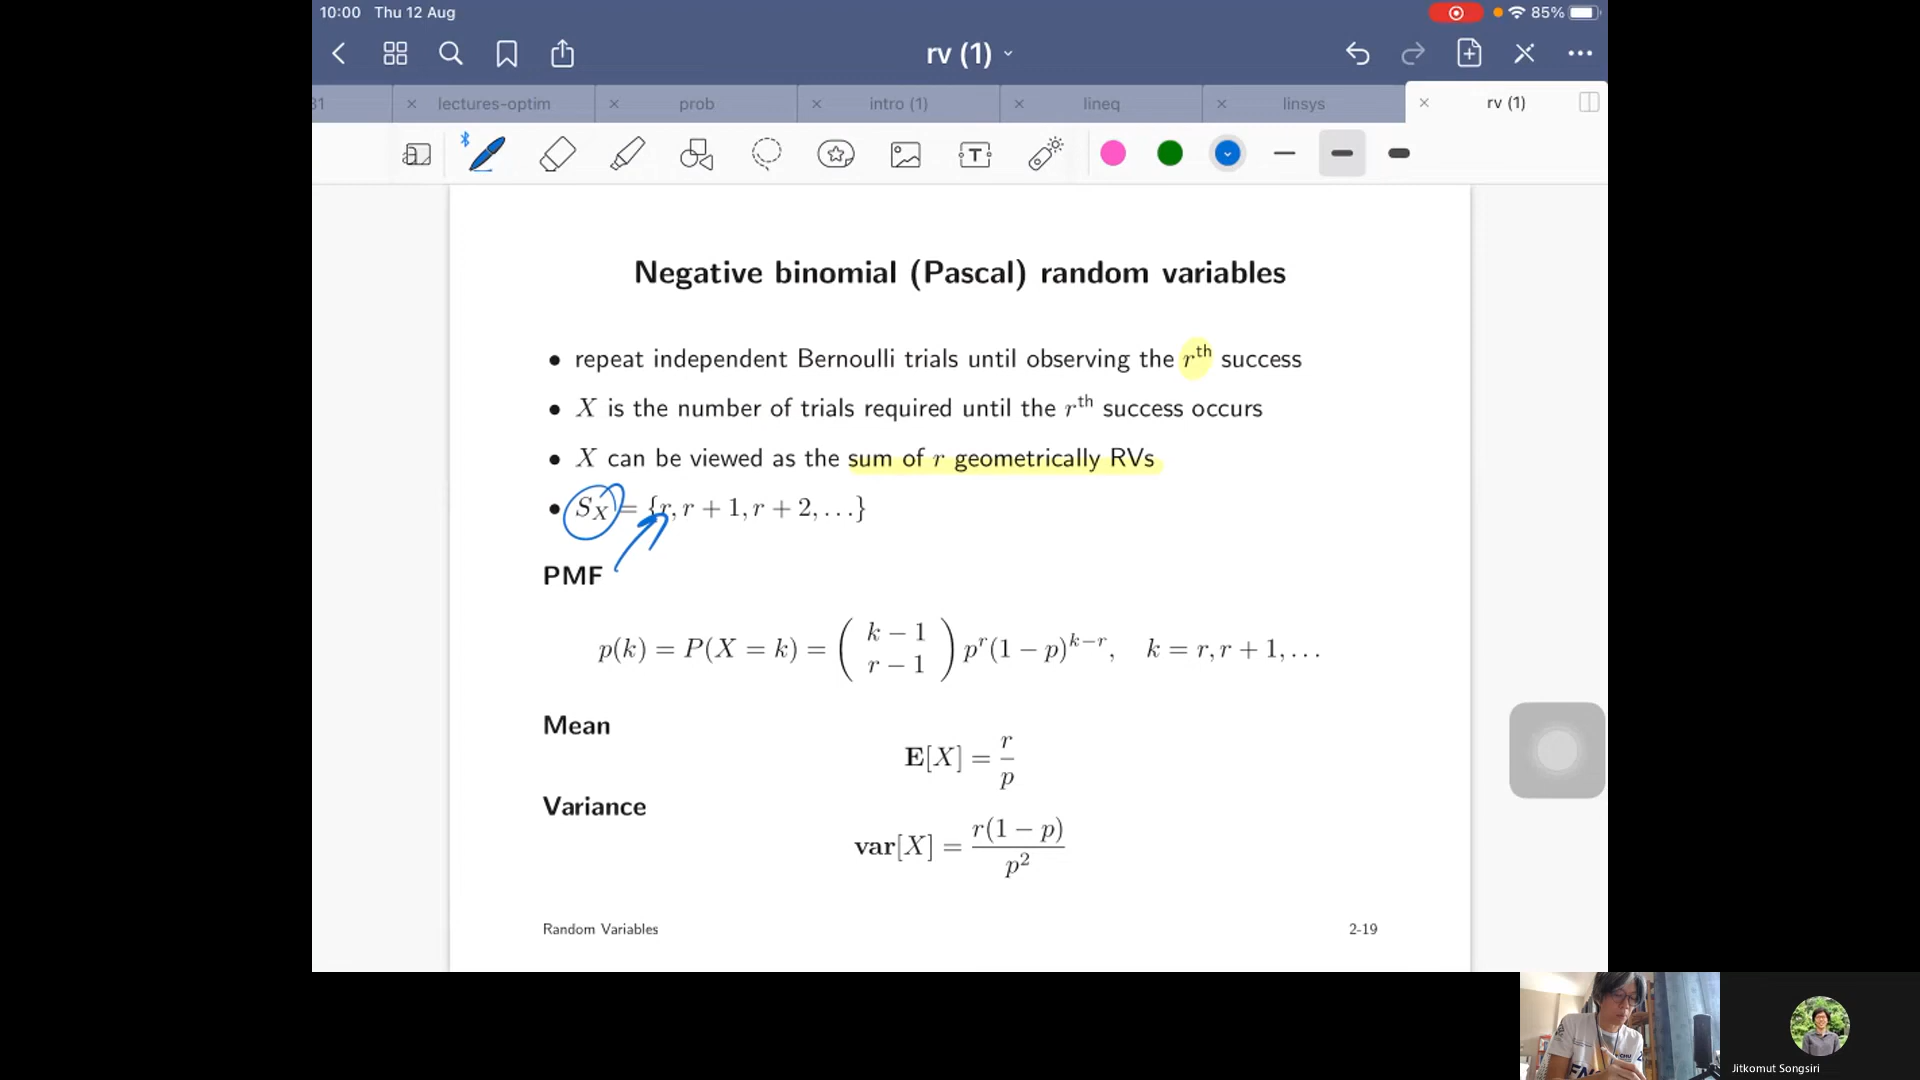 10:00 Thu 12 Aug 85%
rv (1)
31 lectures-optim prob intro (1) lineq linsys rv (1)
Negative binomial (Pascal) random variables
• repeat independent Bernoulli trials until observing the r^th success
• X is the number of trials required until the r^th success occurs
• X can be viewed as the sum of r geometrically RVs
• S_X = {r, r + 1, r + 2, . . .}
PMF
p(k) = P(X = k) = ( k − 1 r − 1 ) p^r(1 − p)^{k−r}, k = r, r + 1, . . .
Mean
E[X] = r/p
Variance
var[X] = r(1 − p)/p^2
Random Variables 2-19
Jitkomut Songsiri